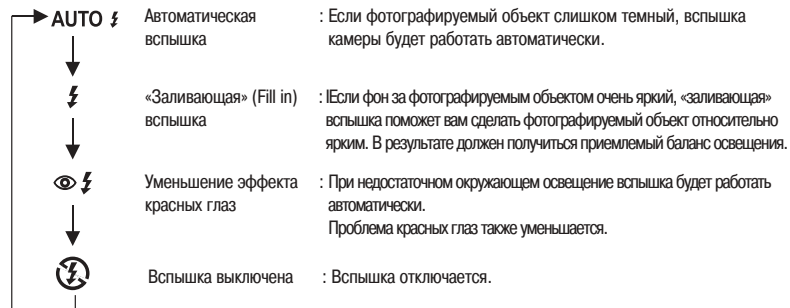 AUTO Автоматическая вспышка : Если фотографируемый объект слишком темный, вспышка
камеры будет работать автоматически.
«Заливающая» (Fill in) вспышка : IЕсли фон за фотографируемым объектом очень яркий, «заливающая»
вспышка поможет вам сделать фотографируемый объект относительно
ярким. В результате должен получиться приемлемый баланс освещения.
Уменьшение эффекта красных глаз : При недостаточном окружающем освещение вспышка будет работать
автоматически.
Проблема красных глаз также уменьшается.
Вспышка выключена : Вспышка отключается.